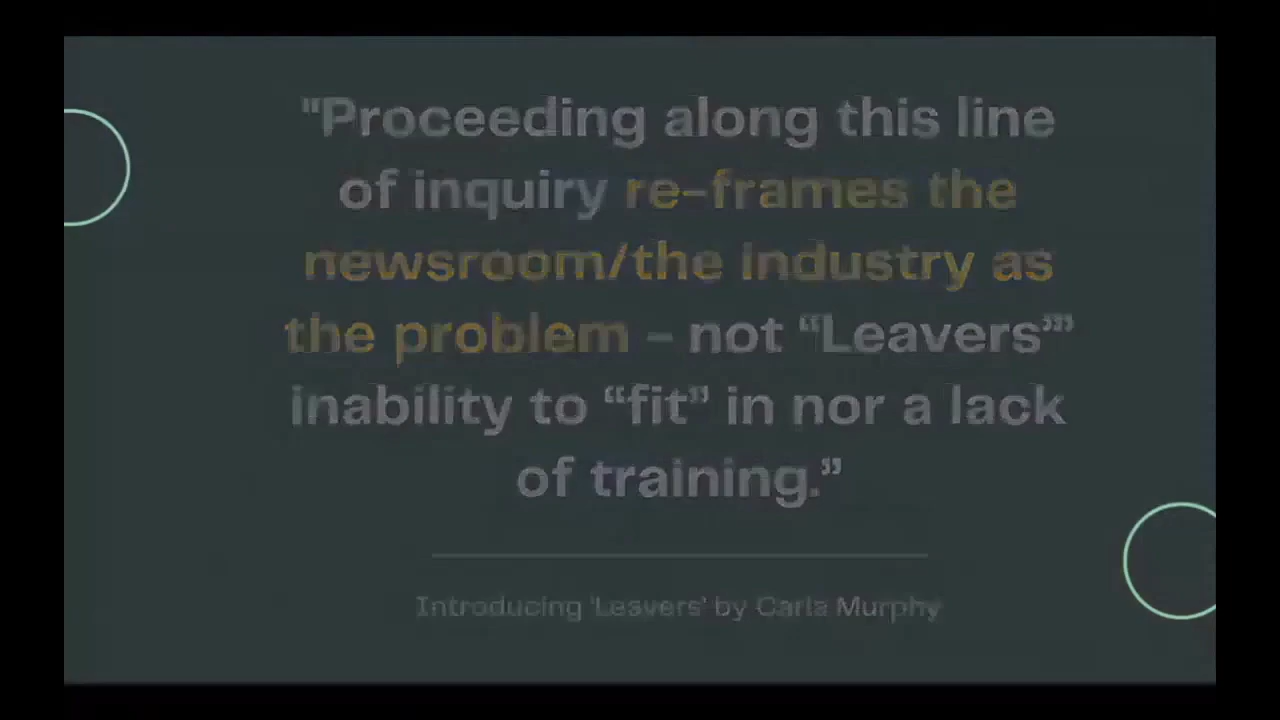 "Proceeding along this line
of inquiry re-frames the
newsroom/the industry as
the problem – not “Leavers’”
inability to “fit” in nor a lack
of training.”
Introducing 'Leavers' by Carla Murphy